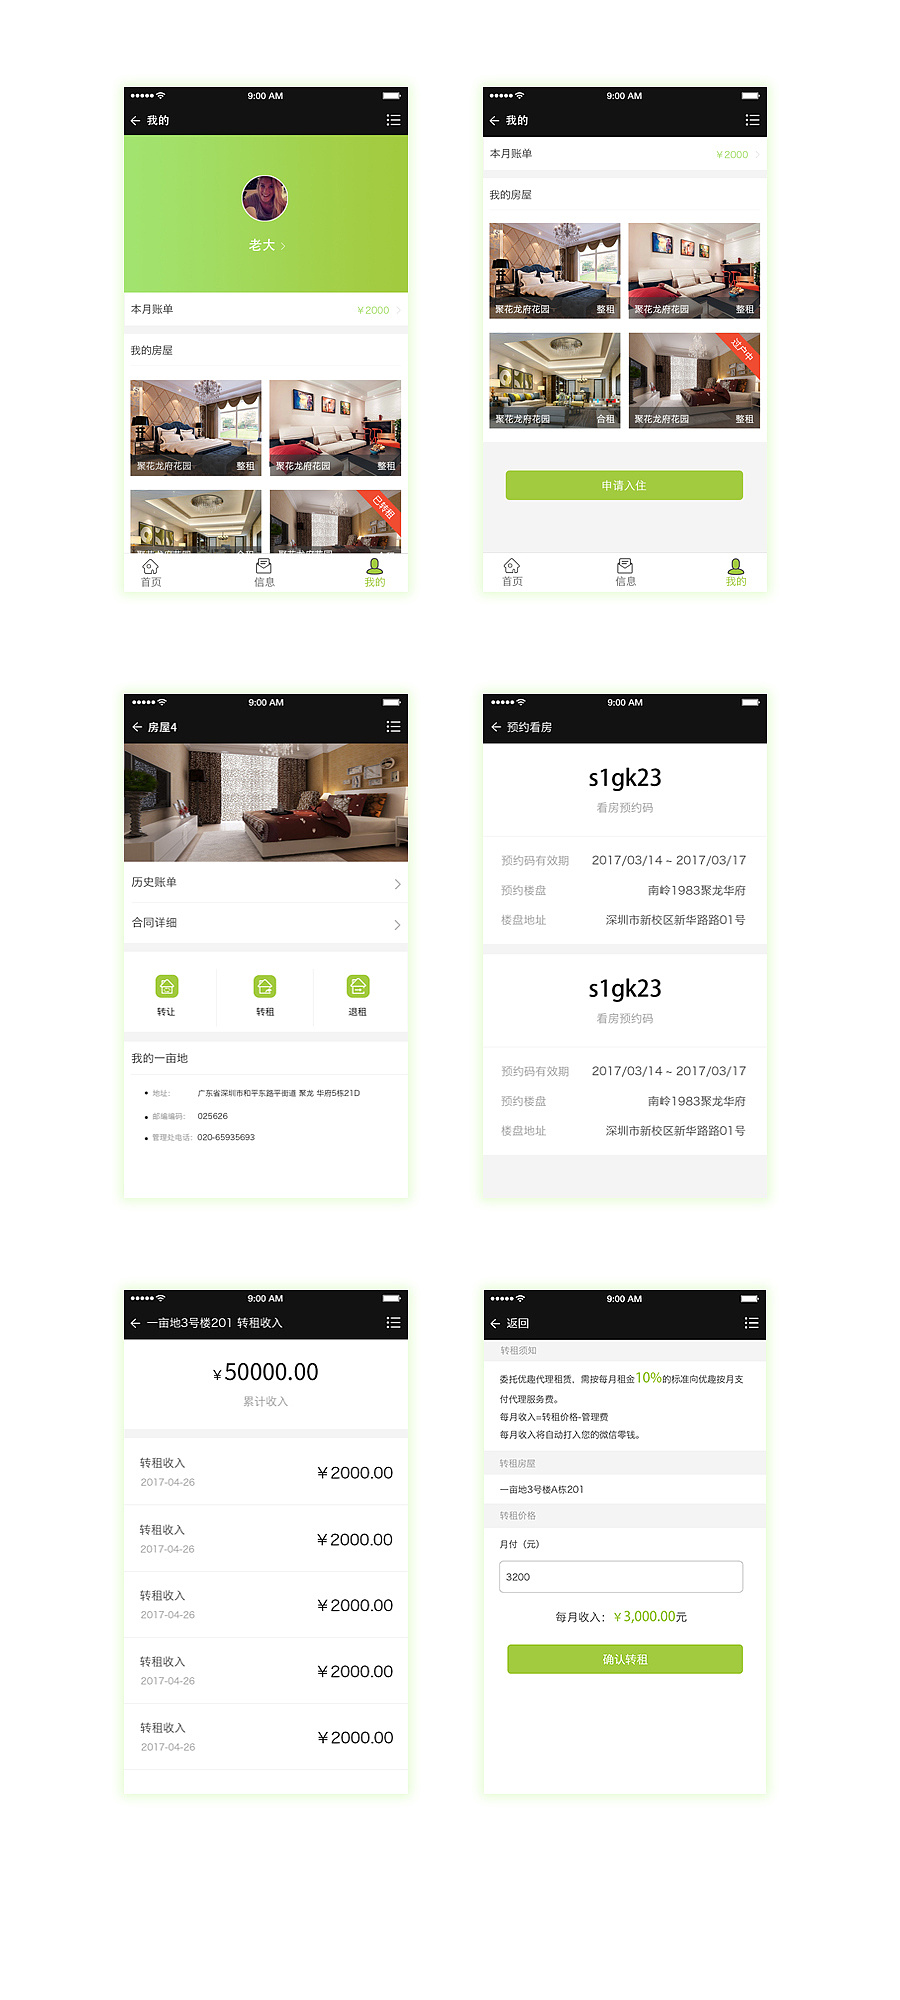 9:00 AM
我的
老大
本月账单
￥2000
我的房屋
聚花龙府花园 整租
聚花龙府花园 整租
聚花龙府花园 合租
已转租
聚花龙府花园
首页 信息 我的
9:00 AM
我的
本月账单
￥2000
我的房屋
聚花龙府花园 整租
聚花龙府花园 整租
聚花龙府花园 合租
过户中
聚花龙府花园 整租
申请入住
首页 信息 我的
9:00 AM
房屋4
历史账单
合同详细
转让 转租 退租
我的一亩地
地址： 广东省深圳市和平东路平街道 聚龙 华府5栋21D
邮编编码： 025626
管理处电话：020-65935693
9:00 AM
预约看房
s1gk23
看房预约码
预约码有效期 2017/03/14 ~ 2017/03/17
预约楼盘 南岭1983聚龙华府
楼盘地址 深圳市新校区新华路路01号
s1gk23
看房预约码
预约码有效期 2017/03/14 ~ 2017/03/17
预约楼盘 南岭1983聚龙华府
楼盘地址 深圳市新校区新华路路01号
9:00 AM
一亩地3号楼201 转租收入
￥50000.00
累计收入
转租收入
2017-04-26
￥2000.00
转租收入
2017-04-26
￥2000.00
转租收入
2017-04-26
￥2000.00
转租收入
2017-04-26
￥2000.00
转租收入
2017-04-26
￥2000.00
9:00 AM
返回
转租须知
委托优趣代理租赁、需按每月租金10%的标准向优趣按月支
付代理服务费。
每月收入=转租价格-管理费
每月收入将自动打入您的微信零钱。
转租房屋
一亩地3号楼A栋201
转租价格
月付（元）
3200
每月收入：￥3,000.00元
确认转租